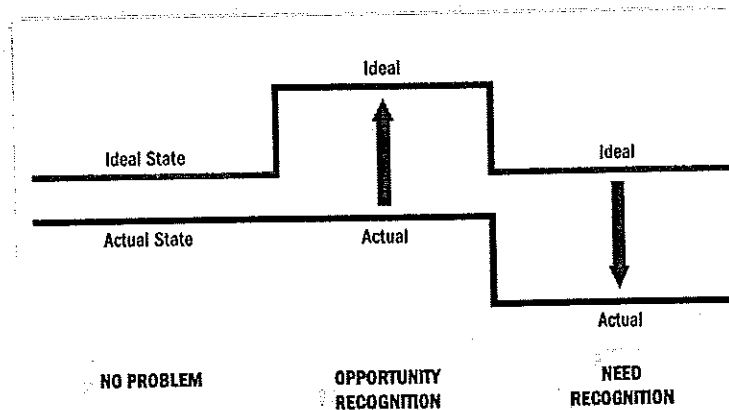 Ideal
Ideal State
Ideal
Actual State
Actual
Actual
NO PROBLEM
OPPORTUNITY
RECOGNITION
NEED
RECOGNITION